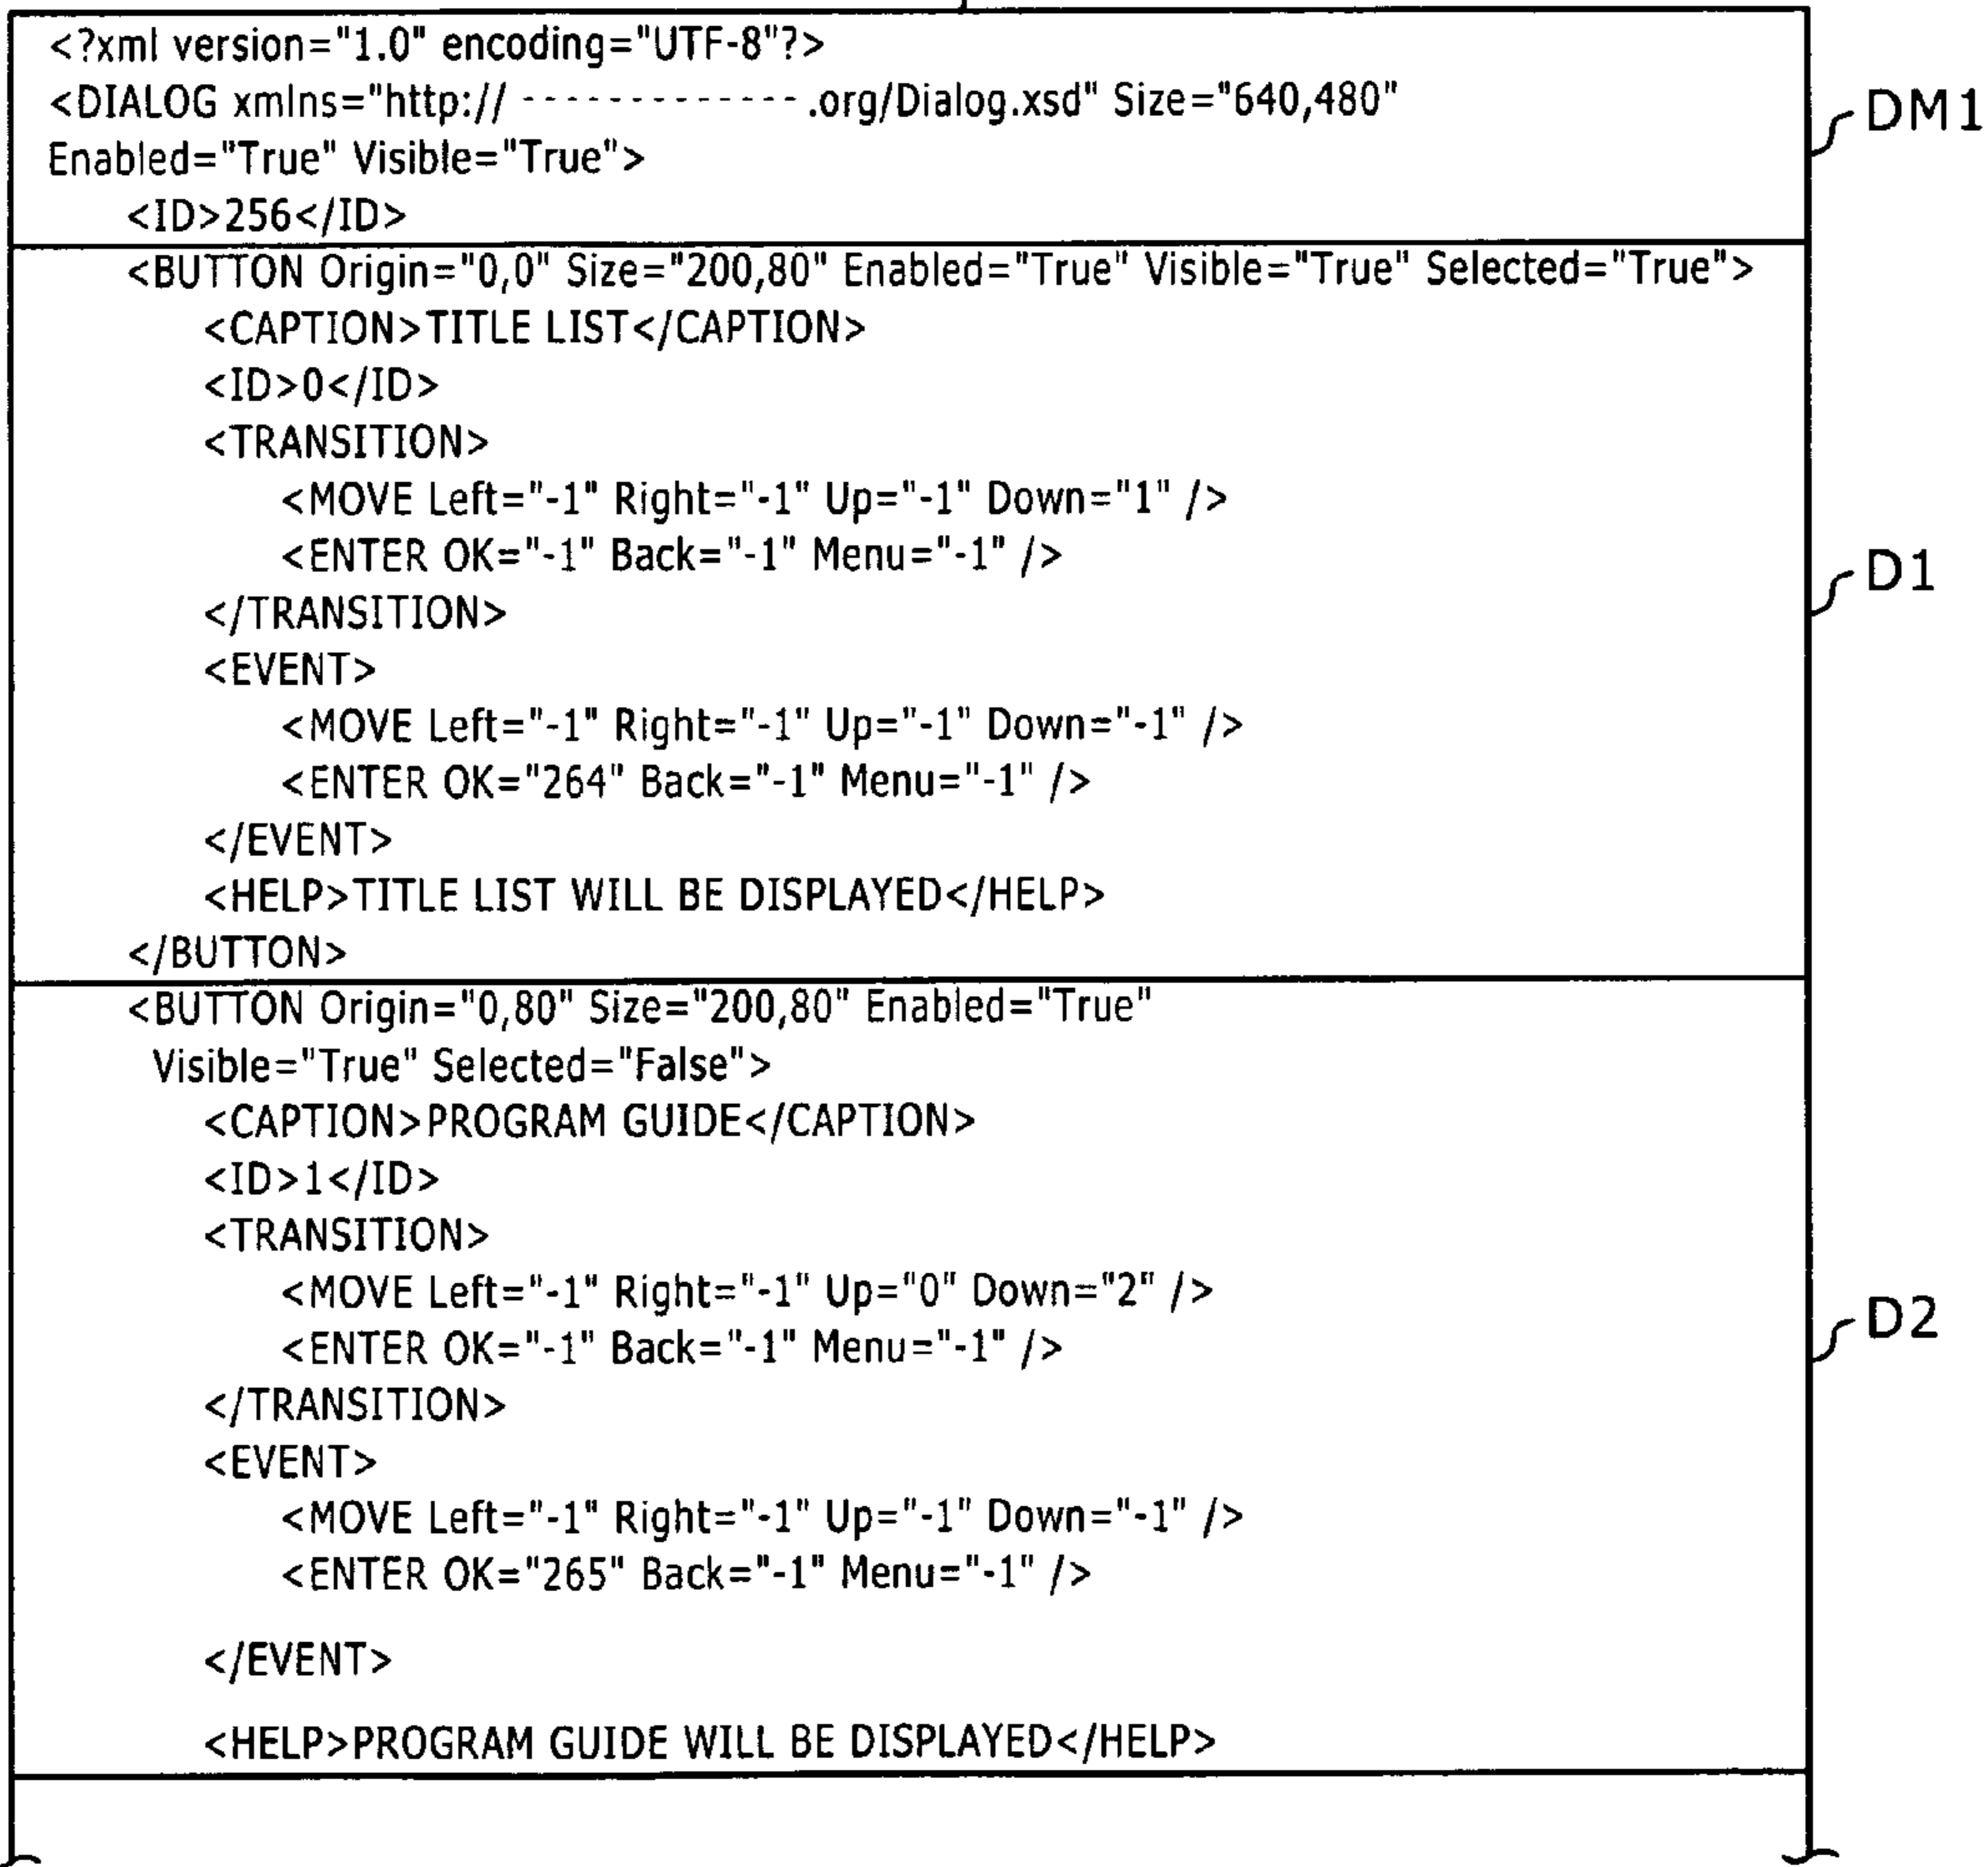 <?xml version="1.0" encoding="UTF-8"?>
<DIALOG xmlns="http:// ------------- .org/Dialog.xsd" Size="640,480"
Enabled="True" Visible="True">
<ID>256</ID>
DM1
<BUTTON Origin="0,0" Size="200,80" Enabled="True" Visible="True" Selected="True">
<CAPTION>TITLE LIST</CAPTION>
<ID>0</ID>
<TRANSITION>
<MOVE Left="-1" Right="-1" Up="-1" Down="1" />
<ENTER OK="-1" Back="-1" Menu="-1" />
</TRANSITION>
<EVENT>
<MOVE Left="-1" Right="-1" Up="-1" Down="-1" />
<ENTER OK="264" Back="-1" Menu="-1" />
</EVENT>
<HELP>TITLE LIST WILL BE DISPLAYED</HELP>
</BUTTON>
D1
<BUTTON Origin="0,80" Size="200,80" Enabled="True"
Visible="True" Selected="False">
<CAPTION>PROGRAM GUIDE</CAPTION>
<ID>1</ID>
<TRANSITION>
<MOVE Left="-1" Right="-1" Up="0" Down="2" />
<ENTER OK="-1" Back="-1" Menu="-1" />
</TRANSITION>
<EVENT>
<MOVE Left="-1" Right="-1" Up="-1" Down="-1" />
<ENTER OK="265" Back="-1" Menu="-1" />
</EVENT>
<HELP>PROGRAM GUIDE WILL BE DISPLAYED</HELP>
D2